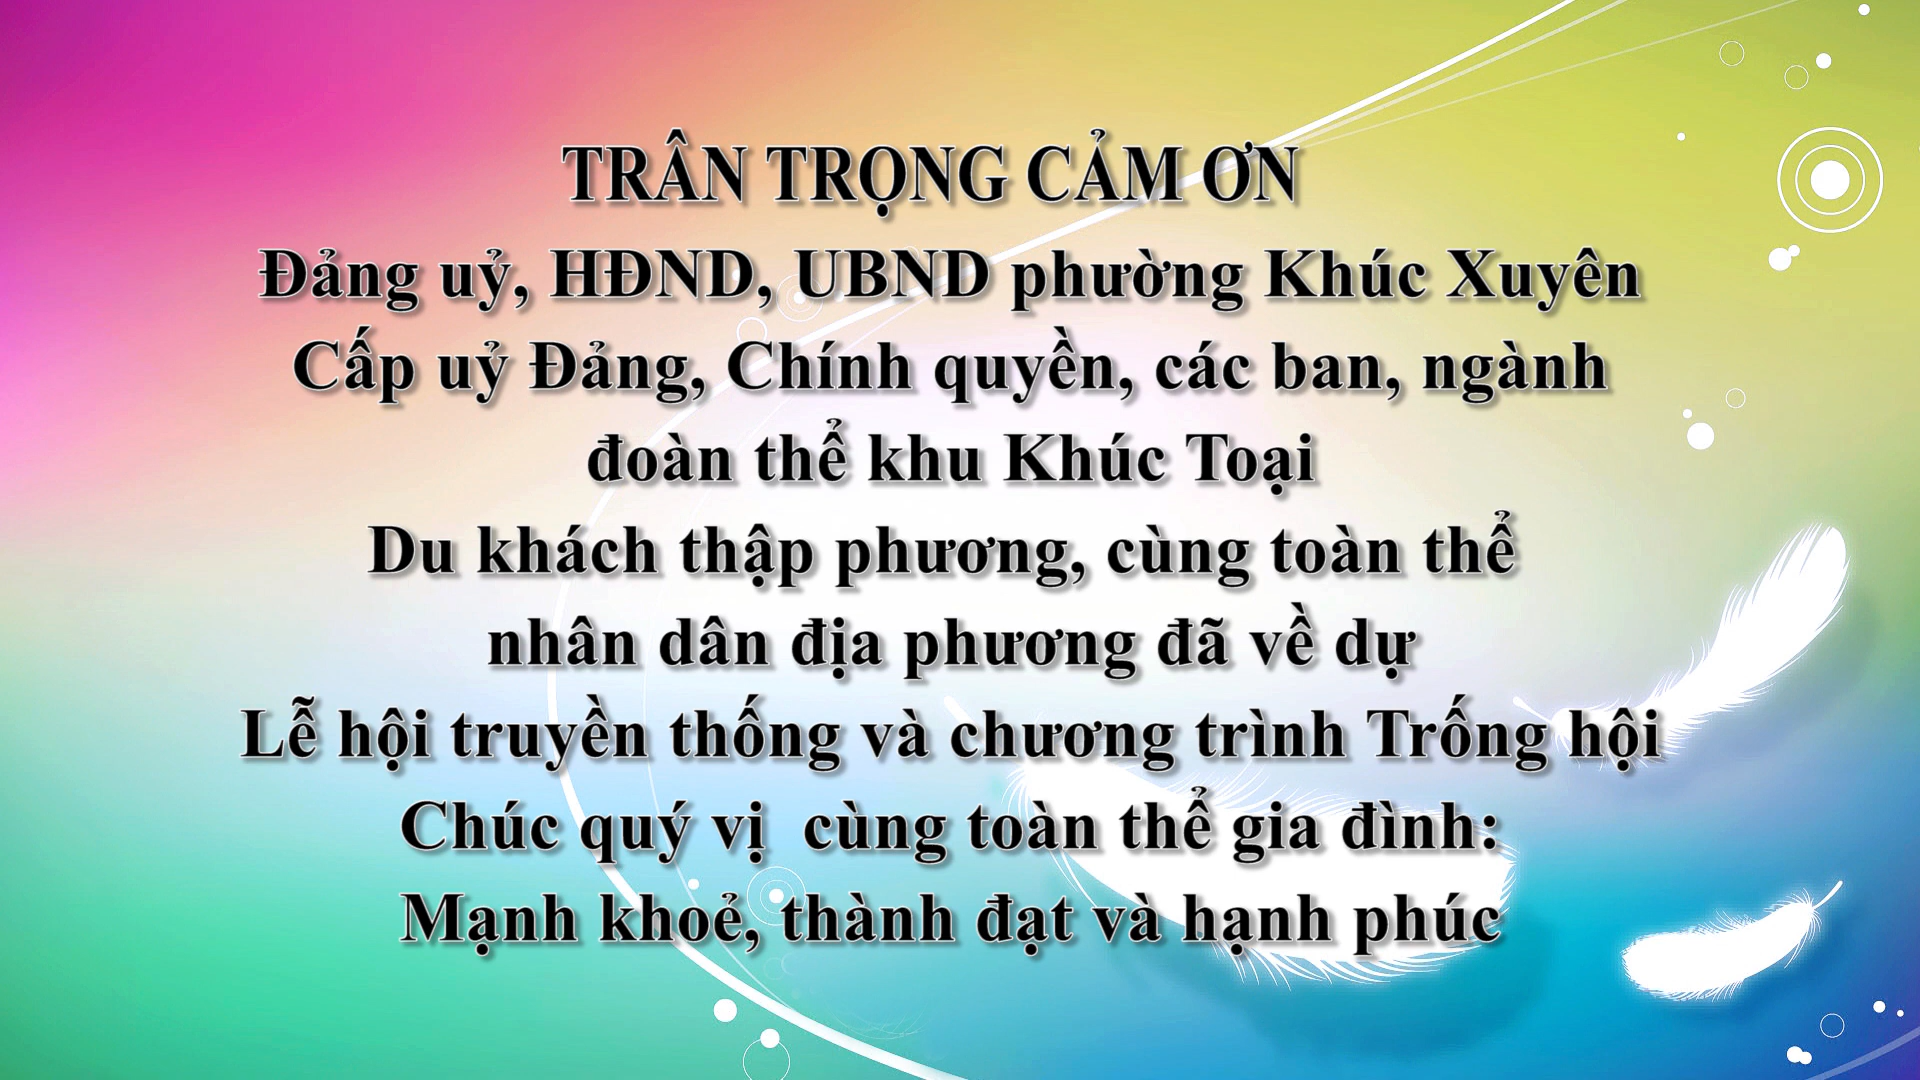 TRÂN TRỌNG CẢM ƠN
Đảng uỷ, HĐND, UBND phường Khúc Xuyên
Cấp uỷ Đảng, Chính quyền, các ban, ngành
đoàn thể khu Khúc Toại
Du khách thập phương, cùng toàn thể
nhân dân địa phương đã về dự
Lễ hội truyền thống và chương trình Trống hội
Chúc quý vị  cùng toàn thể gia đình:
Mạnh khoẻ, thành đạt và hạnh phúc